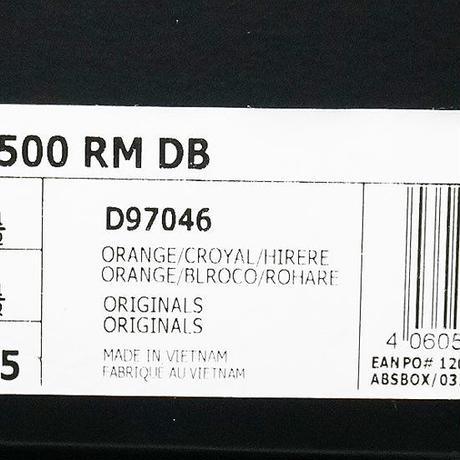 500 RM DB
D97046
ORANGE/CROYAL/HIRERE
ORANGE/BLROCO/ROHARE
ORIGINALS
ORIGINALS
MADE IN VIETNAM
FABRIQUE AU VIETNAM
5
4 0605
EAN PO# 120
ABSBOX/03